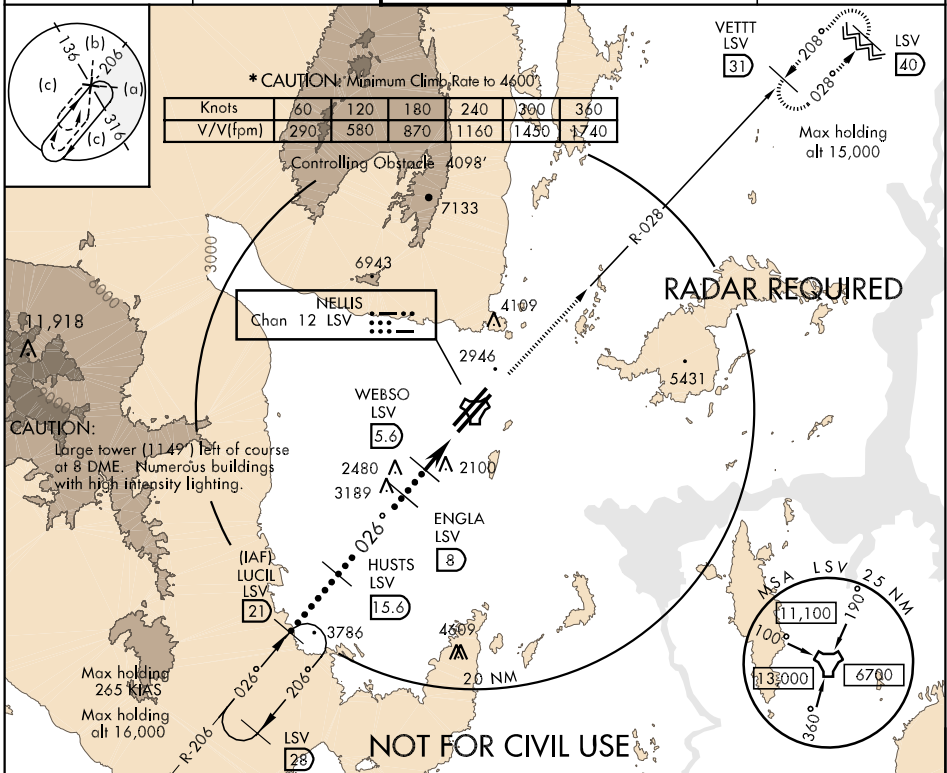 136°
(b)
206
(c)
(a)
316
(c)
VETTT
LSV
31
208°
028°
LSV
40
Max holding
alt 15,000
* CAUTION: Minimum Climb Rate to 4600'
Knots 60 120 180 240 300 360
V/V(fpm) 290 580 870 1160 1450 1740
Controlling Obstacle 4098'
7133
3000
6943
R-028
RADAR REQUIRED
6000
NELLIS
Chan 12 LSV
4109
11,918
2946
5431
9000
WEBSO
LSV
5.6
CAUTION:
Large tower (1149') left of course
at 8 DME. Numerous buildings
with high intensity lighting.
2480
2100
3189
026°
ENGLA
LSV
8
(IAF)
LUCIL
LSV
21
HUSTS
LSV
15.6
MSA LSV 25 NM
11,100
190°
100°
13,000
6700
360°
3786
4609
20 NM
Max holding
265 KIAS
026°
206°
Max holding
alt 16,000
R-206
LSV
28
NOT FOR CIVIL USE